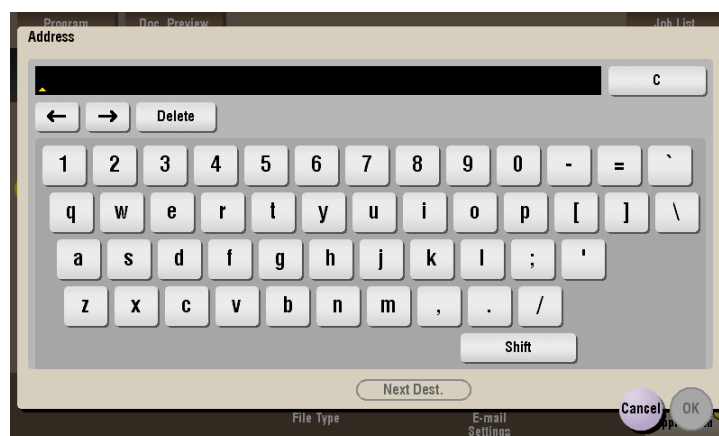 Program Doc. Preview Job List
Address
C
← → Delete
1 2 3 4 5 6 7 8 9 0 - = `
q w e r t y u i o p [ ] \
a s d f g h j k l ; '
z x c v b n m , . /
Shift
Next Dest.
Cancel OK
File Type E-mail
Settings